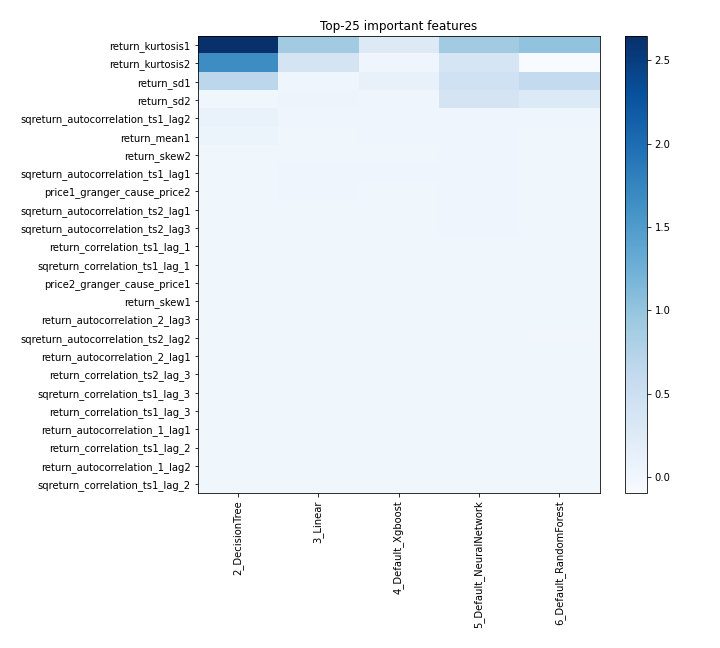 Top-25 important features
return_kurtosis1
return_kurtosis2
return_sd1
return_sd2
sqreturn_autocorrelation_ts1_lag2
return_mean1
return_skew2
sqreturn_autocorrelation_ts1_lag1
price1_granger_cause_price2
sqreturn_autocorrelation_ts2_lag1
sqreturn_autocorrelation_ts2_lag3
return_correlation_ts1_lag_1
sqreturn_correlation_ts1_lag_1
price2_granger_cause_price1
return_skew1
return_autocorrelation_2_lag3
sqreturn_autocorrelation_ts2_lag2
return_autocorrelation_2_lag1
return_correlation_ts2_lag_3
sqreturn_correlation_ts1_lag_3
return_correlation_ts1_lag_3
return_autocorrelation_1_lag1
return_correlation_ts1_lag_2
return_autocorrelation_1_lag2
sqreturn_correlation_ts1_lag_2
2_DecisionTree
3_Linear
4_Default_Xgboost
5_Default_NeuralNetwork
6_Default_RandomForest
2.5
2.0
1.5
1.0
0.5
0.0